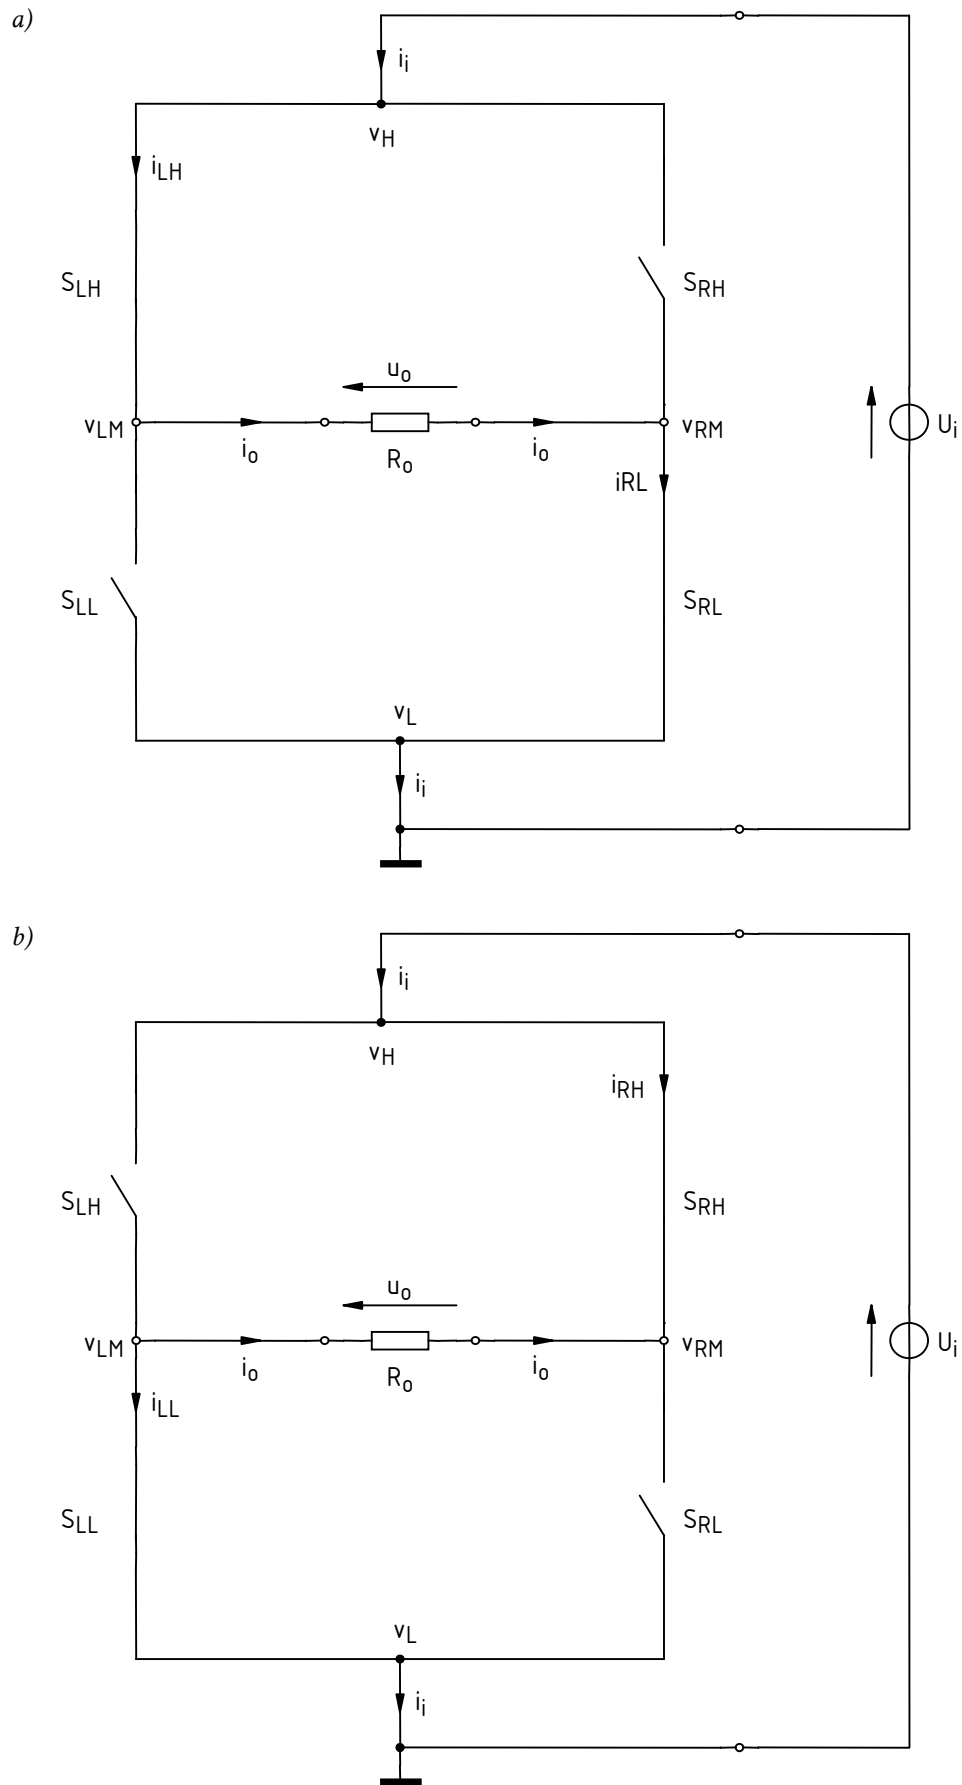 a)
i_i
v_H
i_LH
S_LH
S_RH
u_o
v_LM
v_RM
U_i
i_o
R_o
i_o
iRL
S_LL
S_RL
v_L
i_i
b)
i_i
v_H
i_RH
S_LH
S_RH
u_o
v_LM
v_RM
U_i
i_o
R_o
i_o
i_LL
S_LL
S_RL
v_L
i_i